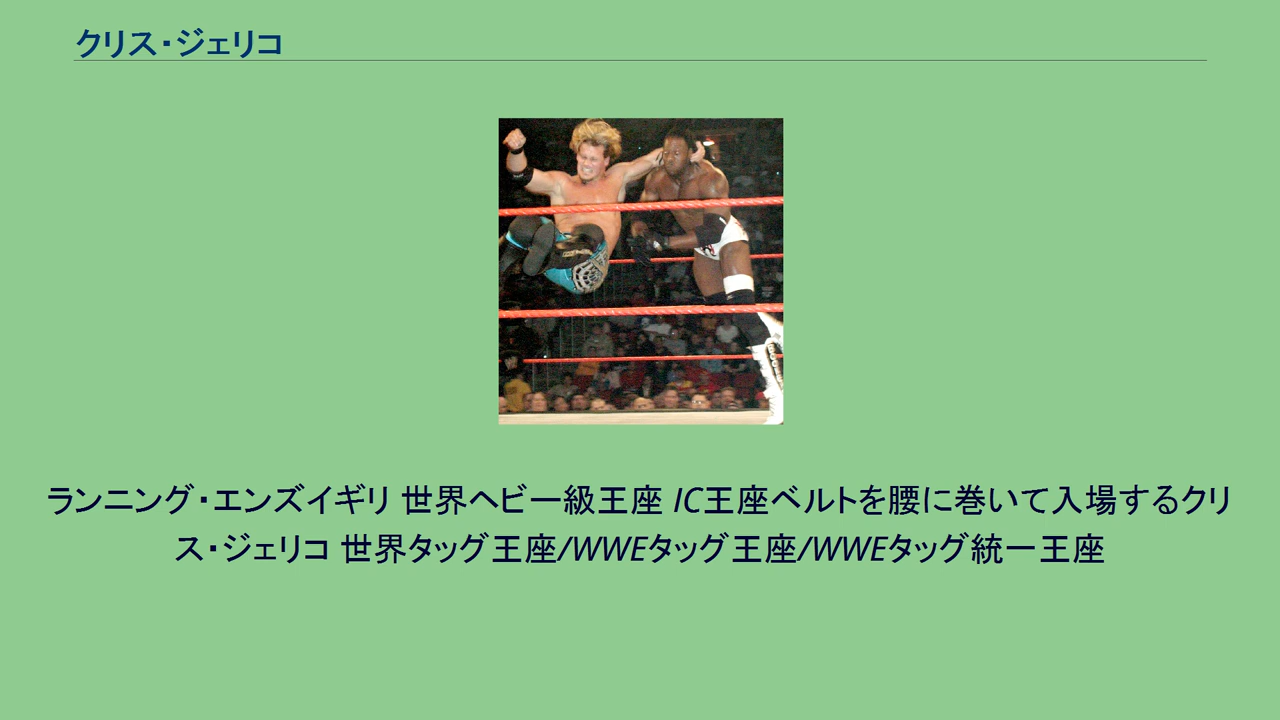 クリス・ジェリコ
ランニング・エンズイギリ 世界ヘビー級王座 IC王座ベルトを腰に巻いて入場するクリ
ス・ジェリコ 世界タッグ王座/WWEタッグ王座/WWEタッグ統一王座